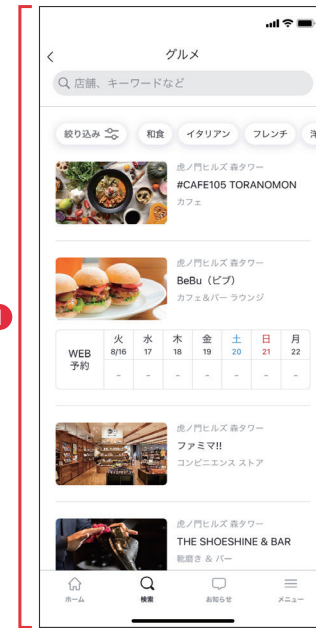 グルメ
店舗、キーワードなど
絞り込み 和食 イタリアン フレンチ 洋
虎ノ門ヒルズ 森タワー
#CAFE105 TORANOMON
カフェ
虎ノ門ヒルズ 森タワー
BeBu（ビブ）
カフェ&バー ラウンジ
WEB予約
火 水 木 金 土 日 月
8/16 17 18 19 20 21 22
- - - - - - -
虎ノ門ヒルズ 森タワー
ファミマ!!
コンビニエンス ストア
虎ノ門ヒルズ 森タワー
THE SHOESHINE & BAR
靴磨き & バー
ホーム 検索 お知らせ メニュー